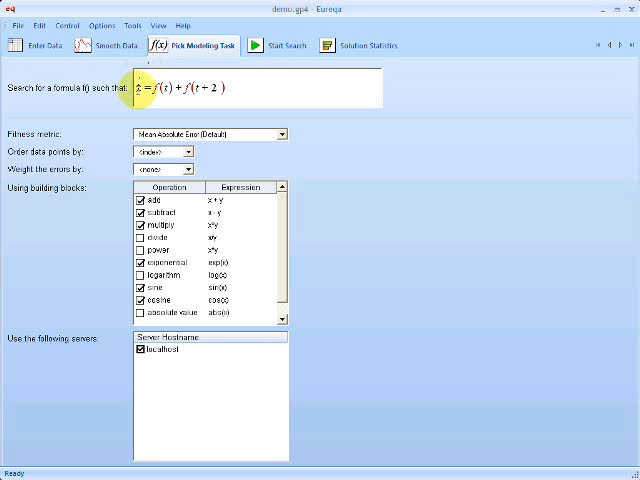 eq demo.gp4 - Eureqa
File Edit Control Options Tools View Help
Enter Data Smooth Data f(x) Pick Modeling Task Start Search Solution Statistics
Search for a formula f() such that: = f(t) + f(t + 2)
Fitness metric: Mean Absolute Error [Default]
Order data points by: <index>
Weight the errors by: <none>
Using building blocks: Operation Expression
add x + y
subtract x - y
multiply x*y
divide x/y
power x^y
exponential exp(x)
logarithm log(x)
sine sin(x)
cosine cos(x)
absolute value abs(x)
Use the following servers: Server Hostname
localhost
Ready